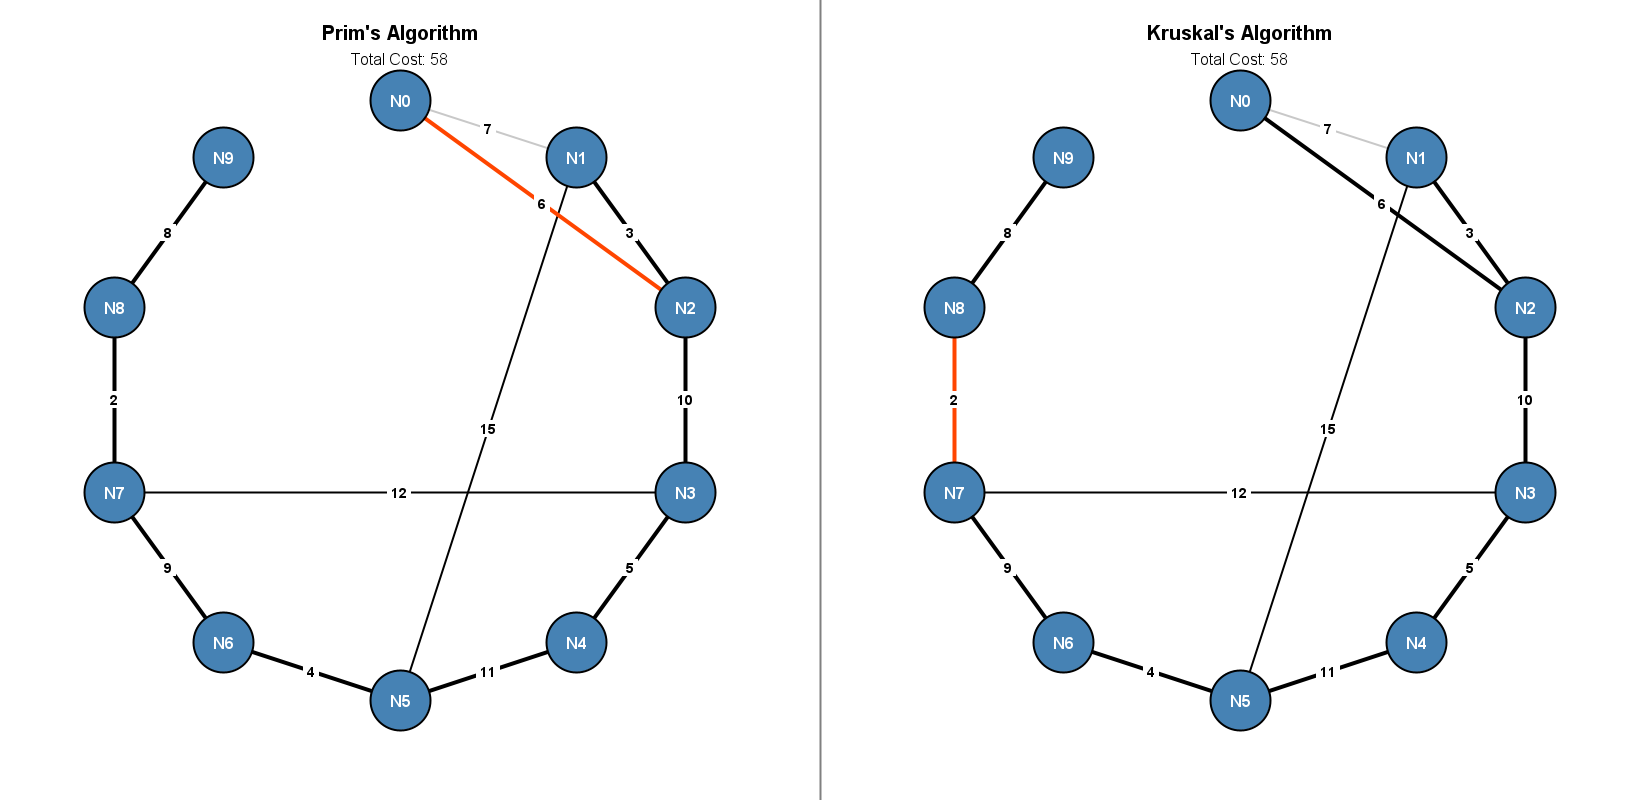 Prim's Algorithm
Total Cost: 58
N0
7
N9
N1
6
8
3
N8
N2
2
10
15
N7
12
N3
9
5
N6
N4
4
11
N5
Kruskal's Algorithm
Total Cost: 58
N0
7
N9
N1
6
8
3
N8
N2
2
10
15
N7
12
N3
9
5
N6
N4
4
11
N5